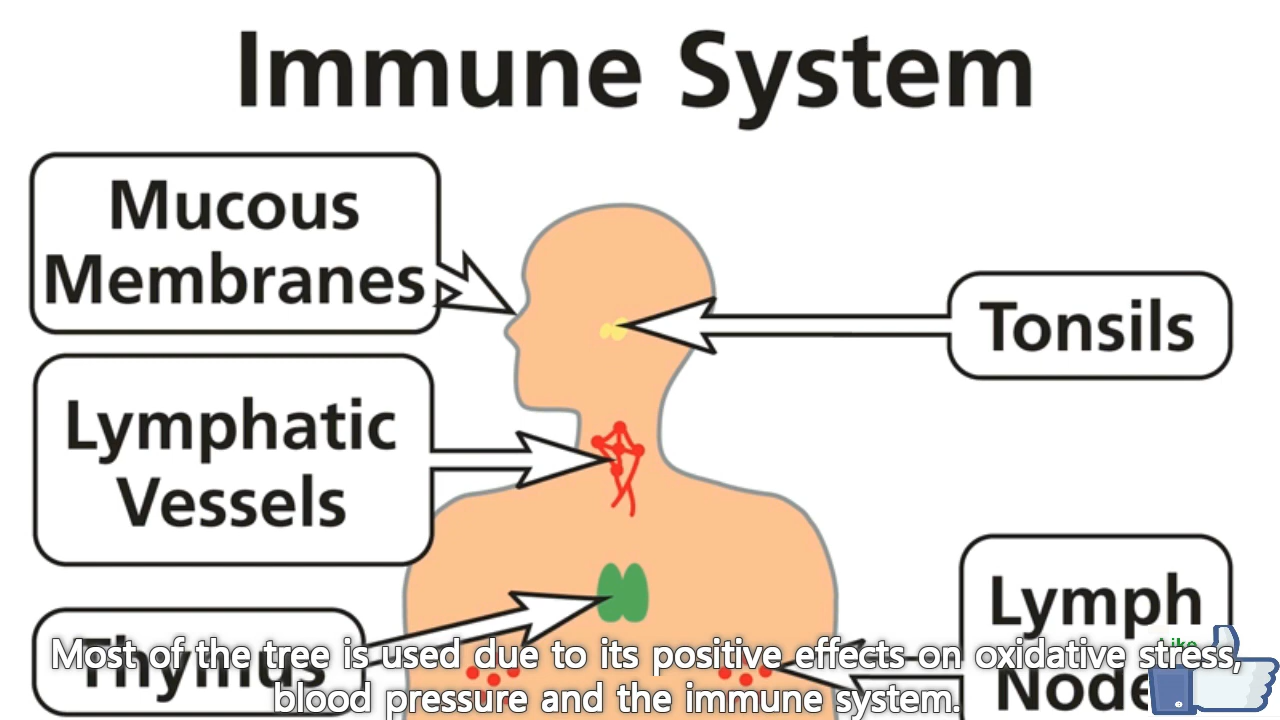 Immune System
Mucous
Membranes
Tonsils
Lymphatic
Vessels
Lymph
Thymus
Like
Most of the tree is used due to its positive effects on oxidative stress,
blood pressure and the immune system.